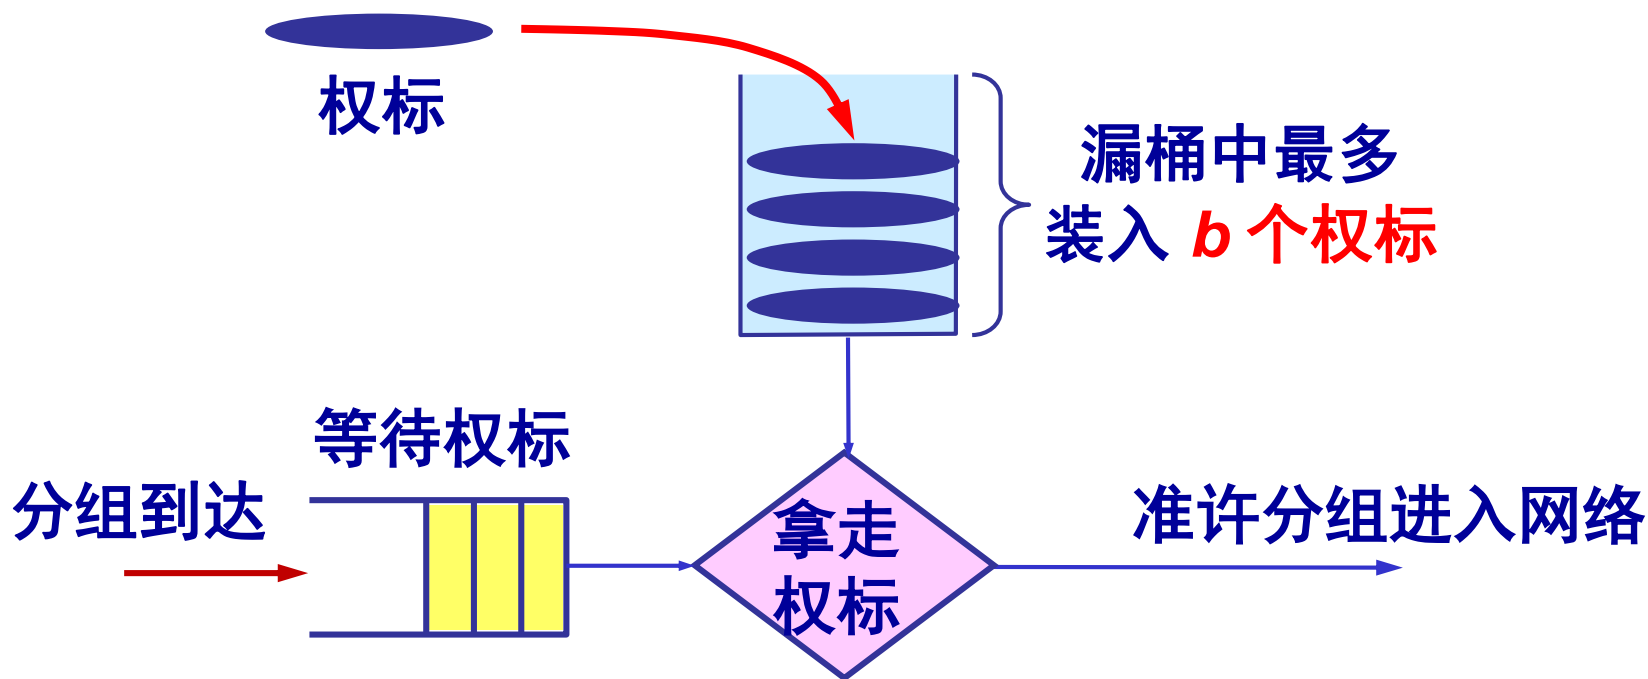 权标
漏桶中最多
装入 b 个权标
等待权标
分组到达
拿走
权标
准许分组进入网络